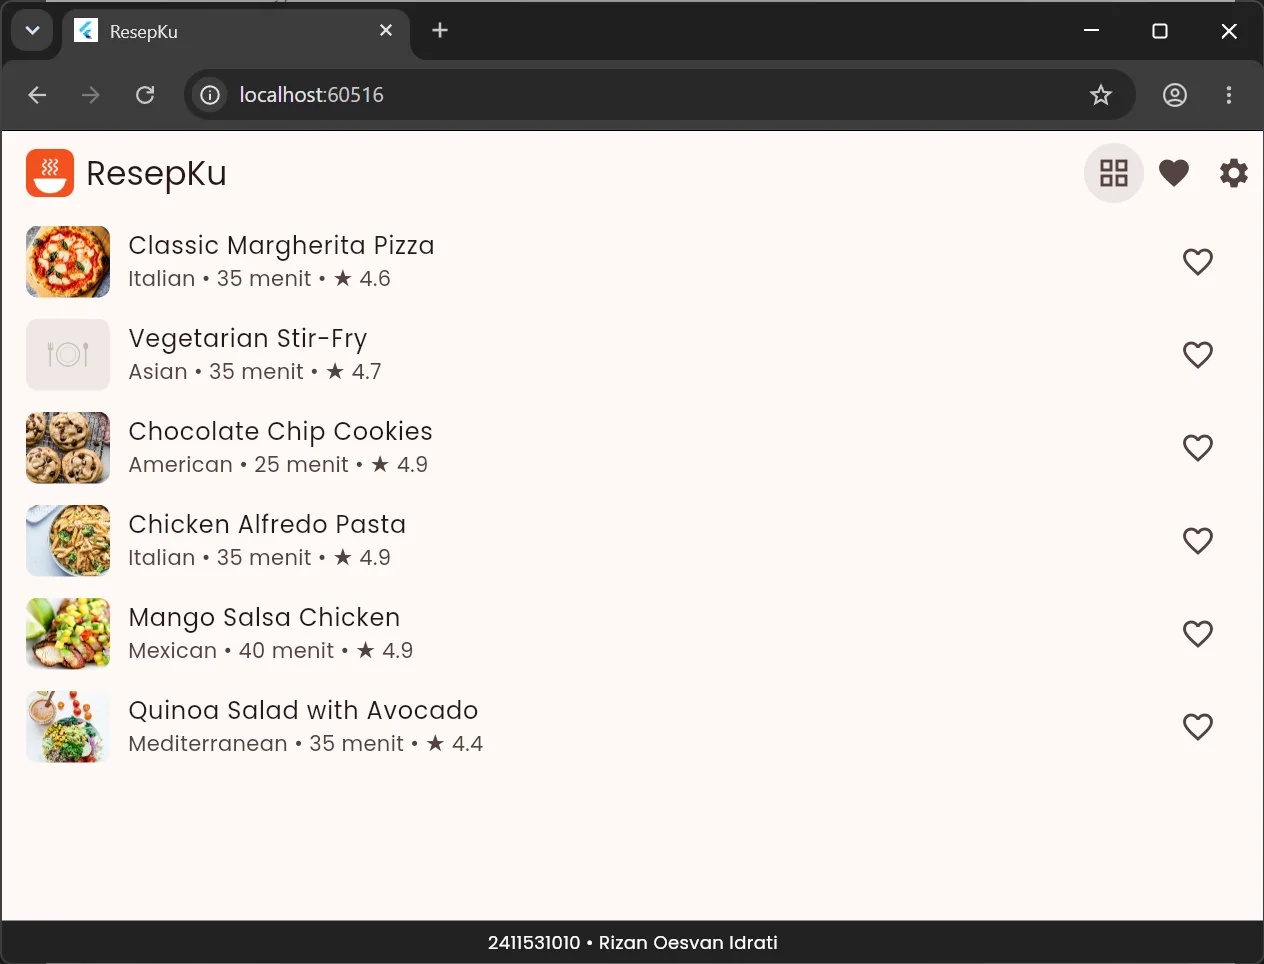 ResepKu
localhost:60516
ResepKu
Classic Margherita Pizza
Italian • 35 menit • ★ 4.6
Vegetarian Stir-Fry
Asian • 35 menit • ★ 4.7
Chocolate Chip Cookies
American • 25 menit • ★ 4.9
Chicken Alfredo Pasta
Italian • 35 menit • ★ 4.9
Mango Salsa Chicken
Mexican • 40 menit • ★ 4.9
Quinoa Salad with Avocado
Mediterranean • 35 menit • ★ 4.4
2411531010 • Rizan Oesvan Idrati